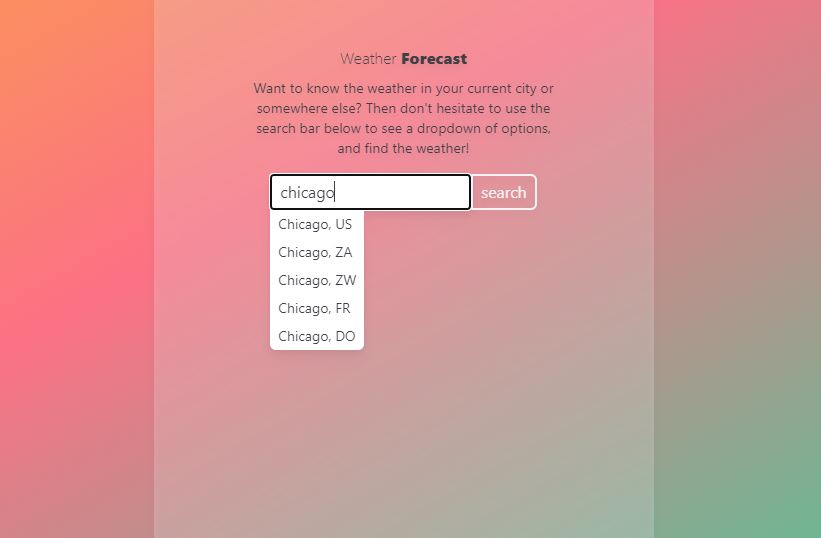 Weather Forecast
Want to know the weather in your current city or
somewhere else? Then don't hesitate to use the
search bar below to see a dropdown of options,
and find the weather!
chicago search
Chicago, US
Chicago, ZA
Chicago, ZW
Chicago, FR
Chicago, DO